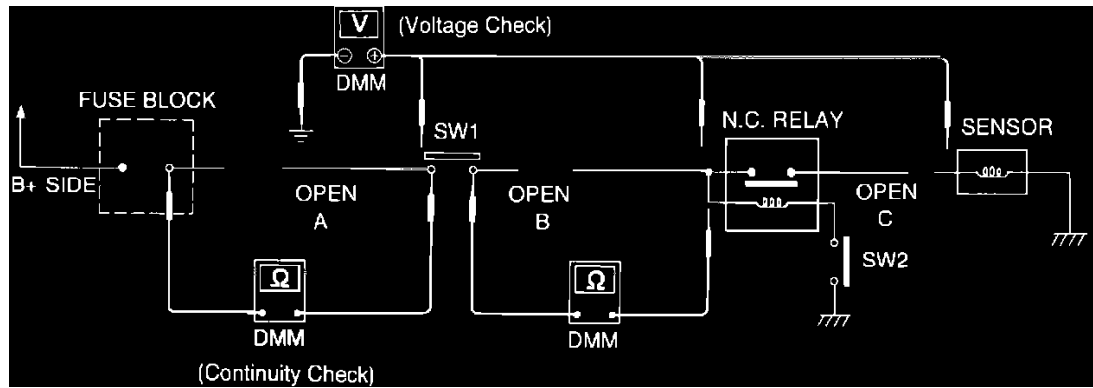 V
(Voltage Check)
− +
DMM
FUSE BLOCK
SW1
N.C. RELAY
SENSOR
B+ SIDE
OPEN
A
OPEN
B
OPEN
C
SW2
Ω
DMM
(Continuity Check)
Ω
DMM